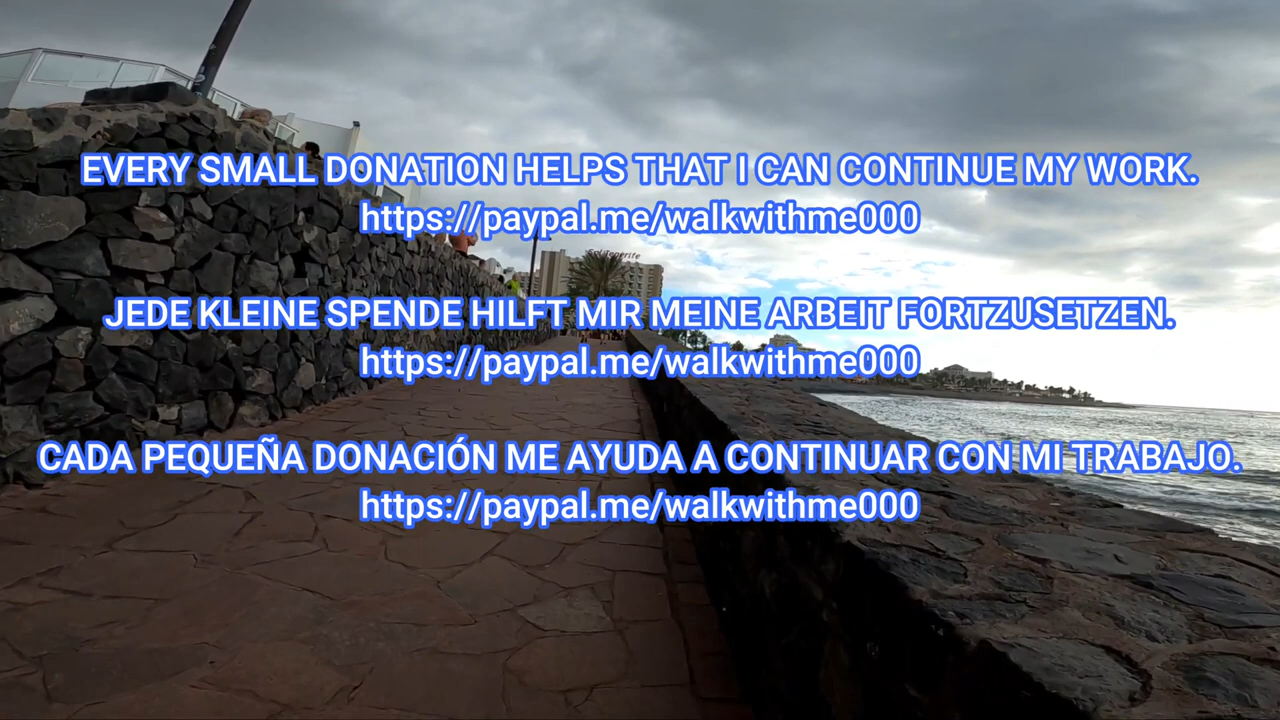 EVERY SMALL DONATION HELPS THAT I CAN CONTINUE MY WORK.
https://paypal.me/walkwithme000
Sol Tenerife
JEDE KLEINE SPENDE HILFT MIR MEINE ARBEIT FORTZUSETZEN.
https://paypal.me/walkwithme000
CADA PEQUEÑA DONACIÓN ME AYUDA A CONTINUAR CON MI TRABAJO.
https://paypal.me/walkwithme000